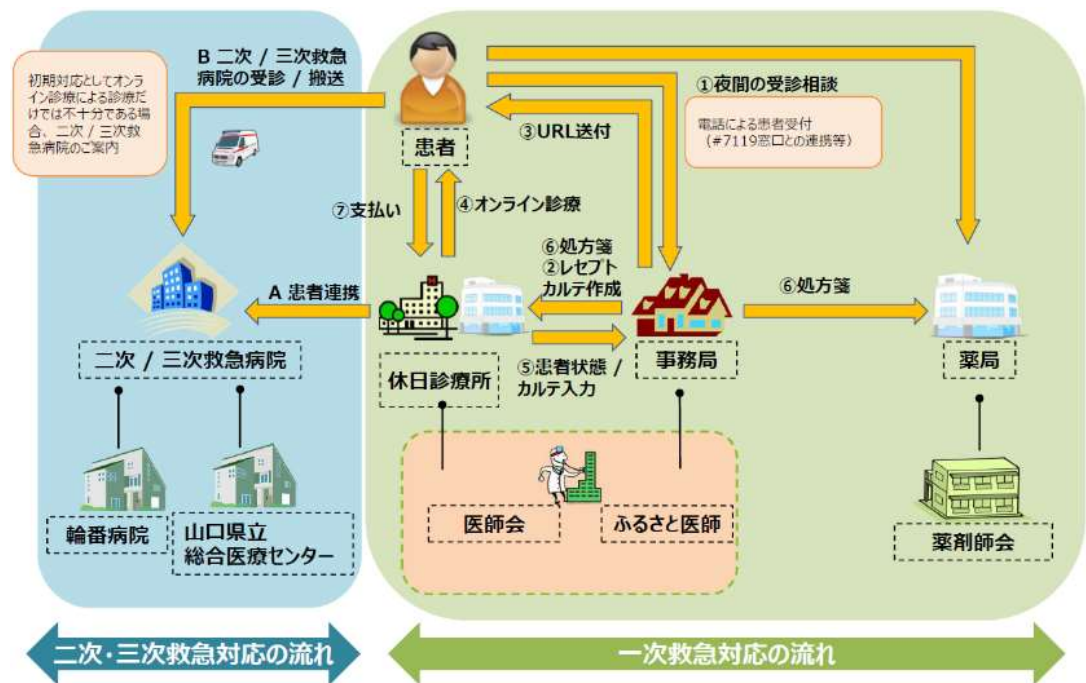 B 二次 / 三次救急
病院の受診 / 搬送
初期対応としてオンラ
イン診療による診療だ
けでは不十分である場
合、二次 / 三次救
急病院のご案内
患者
①夜間の受診相談
電話による患者受付
(#7119窓口との連携等)
③URL送付
⑦支払い
④オンライン診療
⑥処方箋
②レセプト
カルテ作成
A 患者連携
⑥処方箋
二次 / 三次救急病院
休日診療所
⑤患者状態 /
カルテ入力
事務局
薬局
輪番病院
山口県立
総合医療センター
医師会
ふるさと医師
薬剤師会
二次・三次救急対応の流れ
一次救急対応の流れ